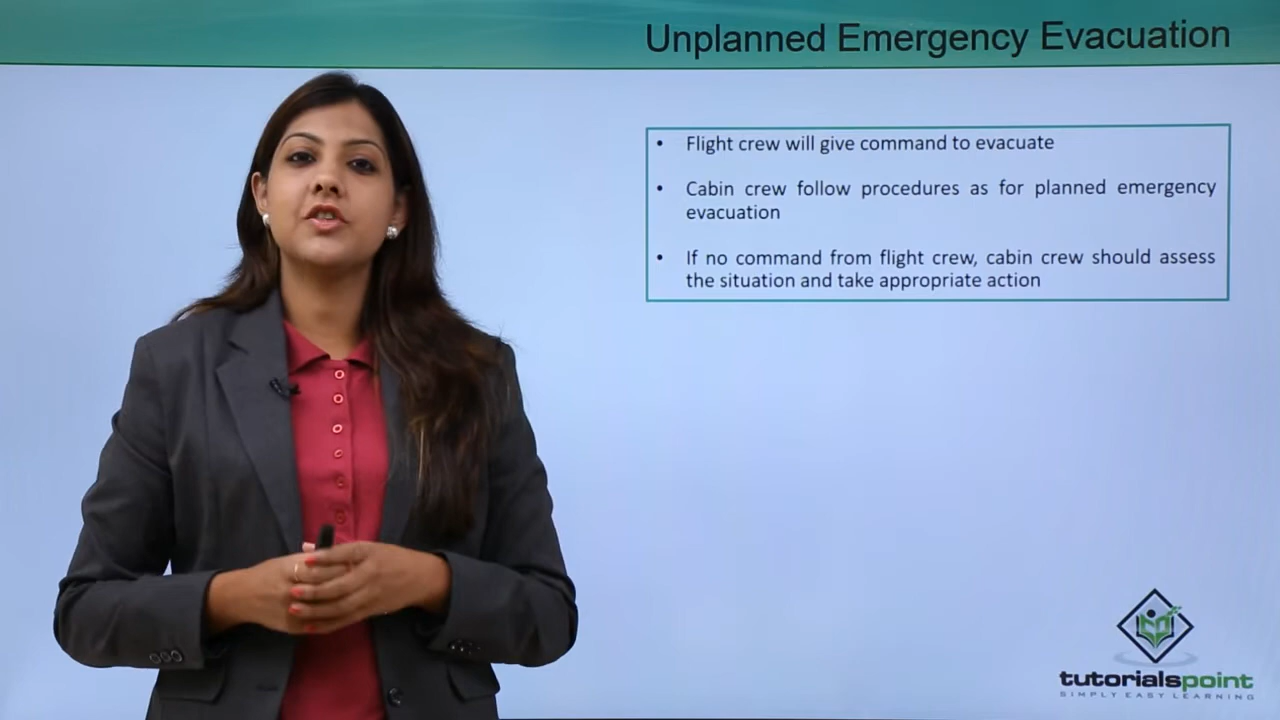 Unplanned Emergency Evacuation
• Flight crew will give command to evacuate
• Cabin crew follow procedures as for planned emergency
evacuation
• If no command from flight crew, cabin crew should assess
the situation and take appropriate action
tutorialspoint
SIMPLY EASY LEARNING